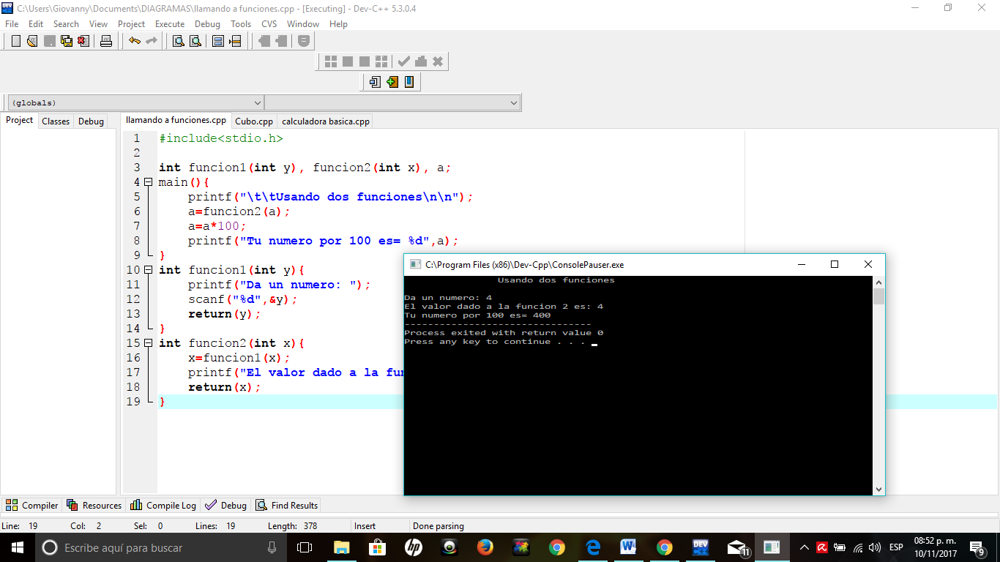 C:\Users\Giovanny\Documents\DIAGRAMAS\llamando a funciones.cpp - [Executing] - Dev-C++ 5.3.0.4
File Edit Search View Project Execute Debug Tools CVS Window Help
(globals)
Project Classes Debug
llamando a funciones.cpp Cubo.cpp calculadora basica.cpp
1 #include<stdio.h>
2
3 int funcion1(int y), funcion2(int x), a;
4 main(){
5 printf("\t\tUsando dos funciones\n\n");
6 a=funcion2(a);
7 a=a*100;
8 printf("Tu numero por 100 es= %d",a);
9 }
10 int funcion1(int y){
11 printf("Da un numero: ");
12 scanf("%d",&y);
13 return(y);
14 }
15 int funcion2(int x){
16 x=funcion1(x);
17 printf("El valor dado a la fun
18 return(x);
19 }
C:\Program Files (x86)\Dev-Cpp\ConsolePauser.exe
Usando dos funciones
Da un numero: 4
El valor dado a la funcion 2 es: 4
Tu numero por 100 es= 400
--------------------------------
Process exited with return value 0
Press any key to continue . . .
Compiler Resources Compile Log Debug Find Results
Line: 19 Col: 2 Sel: 0 Lines: 19 Length: 378 Insert Done parsing
Escribe aquí para buscar
hp
DEV
11
ESP
08:52 p. m.
10/11/2017
9